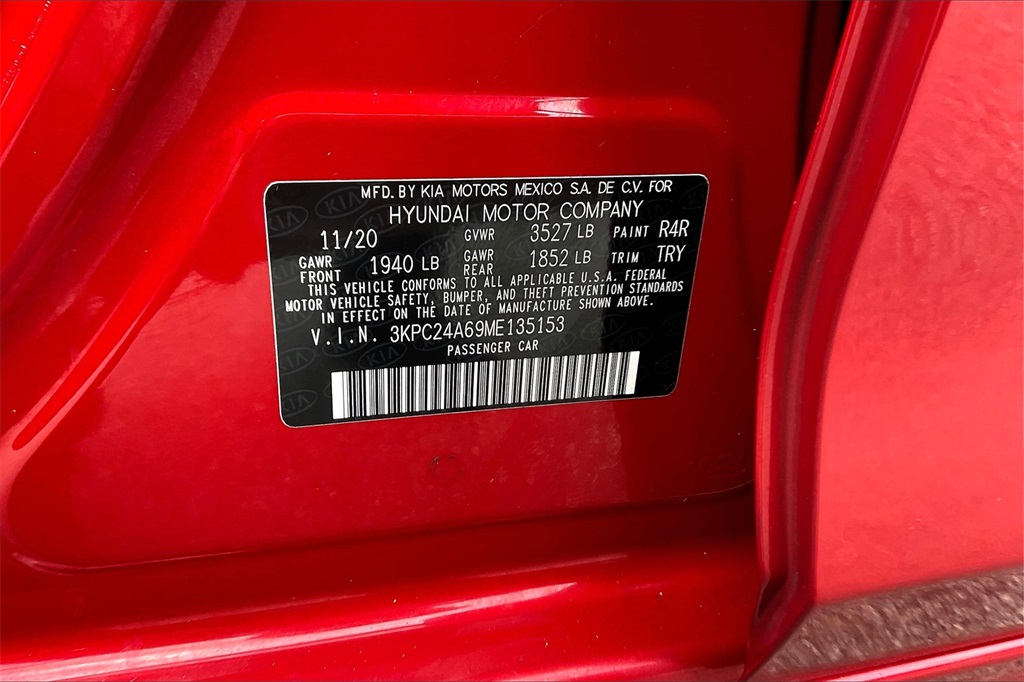 MFD. BY KIA MOTORS MEXICO S.A. DE C.V. FOR
HYUNDAI MOTOR COMPANY
11/20 GVWR 3527 LB PAINT R4R
GAWR FRONT 1940 LB GAWR REAR 1852 LB TRIM TRY
THIS VEHICLE CONFORMS TO ALL APPLICABLE U.S.A. FEDERAL
MOTOR VEHICLE SAFETY, BUMPER, AND THEFT PREVENTION STANDARDS
IN EFFECT ON THE DATE OF MANUFACTURE SHOWN ABOVE.
V.I.N. 3KPC24A69ME135153
PASSENGER CAR